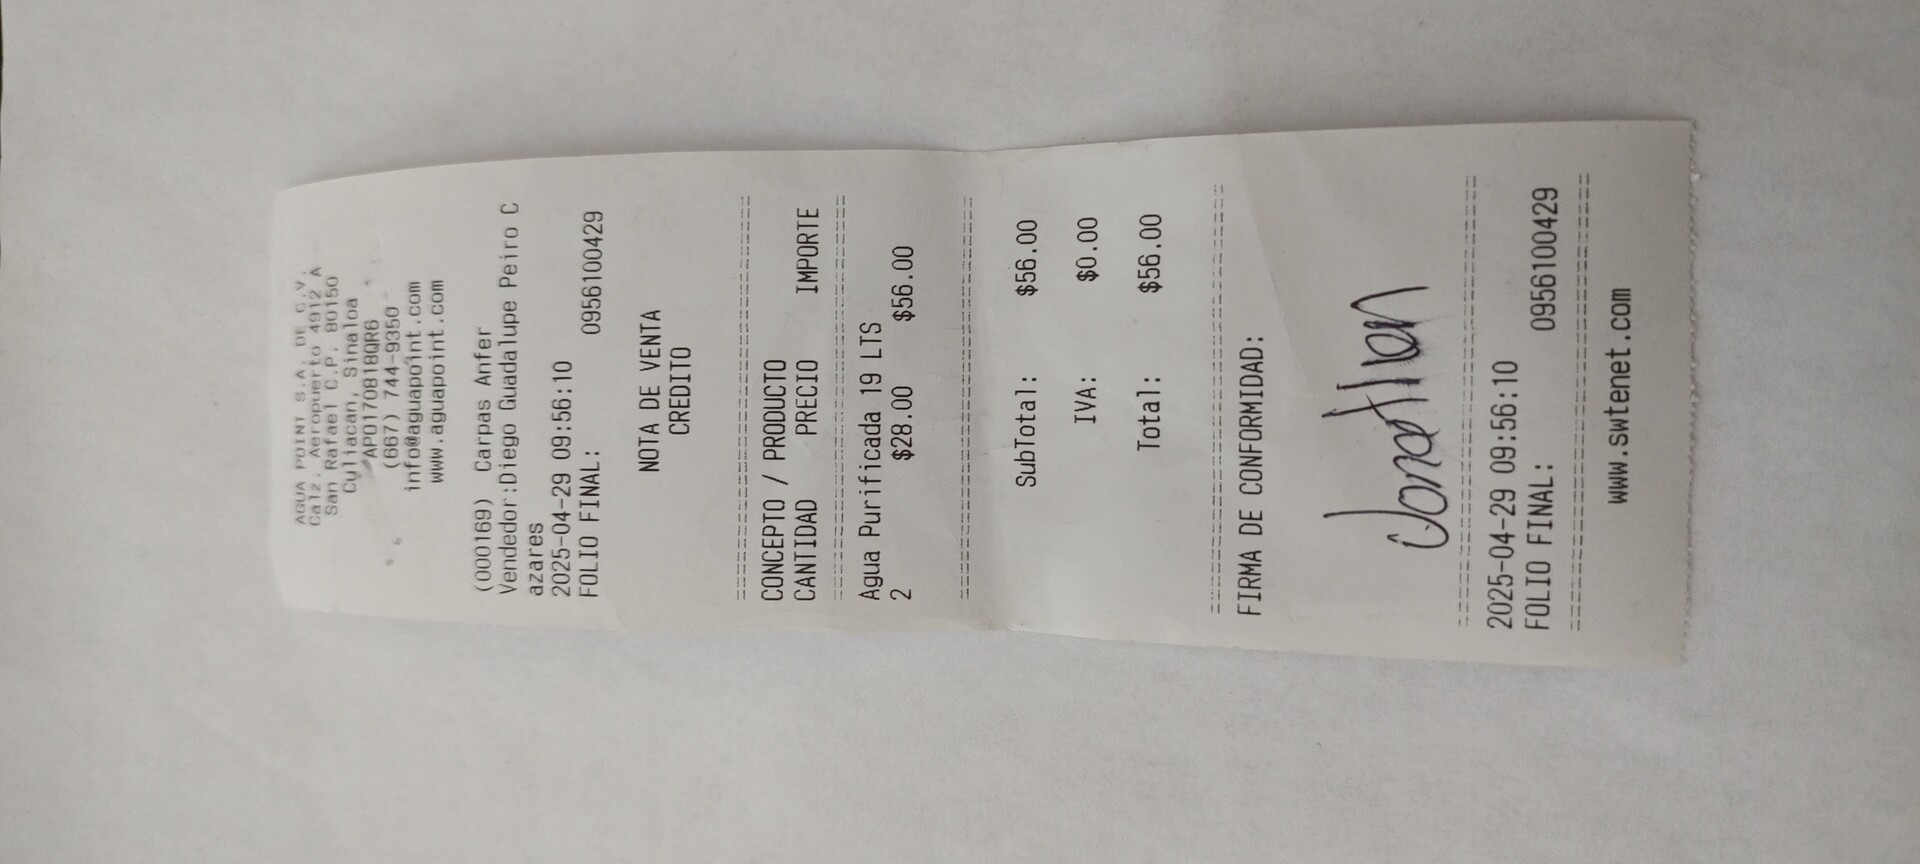 AGUA POINT S.A. DE C.V.
Calz. Aeropuerto 4912 A
San Rafael C.P. 80150
Culiacan, Sinaloa
APO170818QR6
(667) 744-9350
info@aguapoint.com
www.aguapoint.com
(000169) Carpas Anfer
Vendedor:Diego Guadalupe Peiro C
azares
2025-04-29 09:56:10
FOLIO FINAL: 0956100429
NOTA DE VENTA
CREDITO
================================
CONCEPTO / PRODUCTO
CANTIDAD PRECIO IMPORTE
================================
Agua Purificada 19 LTS
2 $28.00 $56.00
================================
SubTotal: $56.00
IVA: $0.00
Total: $56.00
================================
FIRMA DE CONFORMIDAD:
================================
2025-04-29 09:56:10
FOLIO FINAL: 0956100429
================================
www.swtenet.com